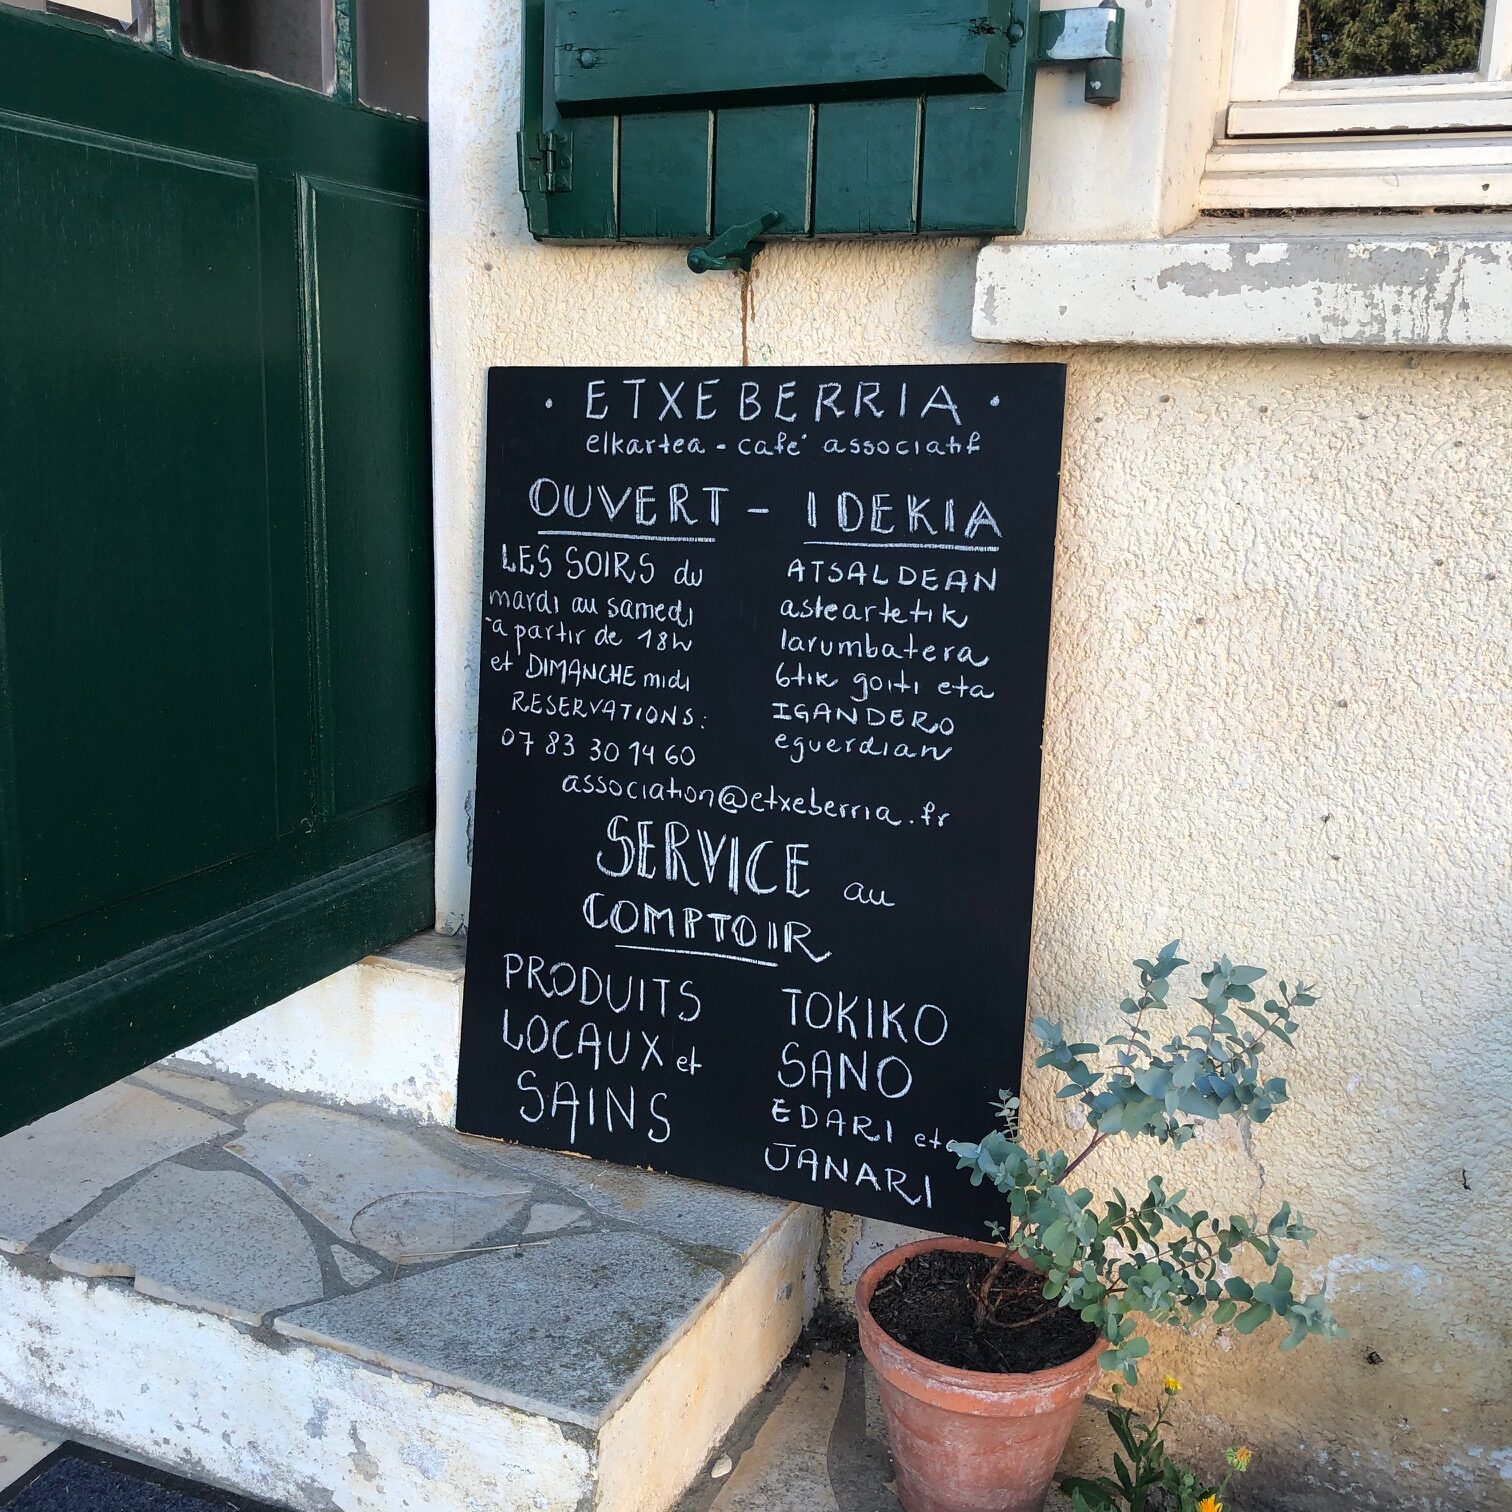 · ETXEBERRIA ·
elkartea - café associatif
OUVERT - IDEKIA
LES SOIRS du
mardi au samedi
à partir de 18h
et DIMANCHE midi
RESERVATIONS:
07 83 30 14 60
ATSALDEAN
asteartetik
larumbatera
6tik goiti eta
IGANDERO
eguerdian
association@etxeberria.fr
SERVICE au
COMPTOIR
PRODUITS
LOCAUX et
SAINS
TOKIKO
SANO
EDARI eta
JANARI